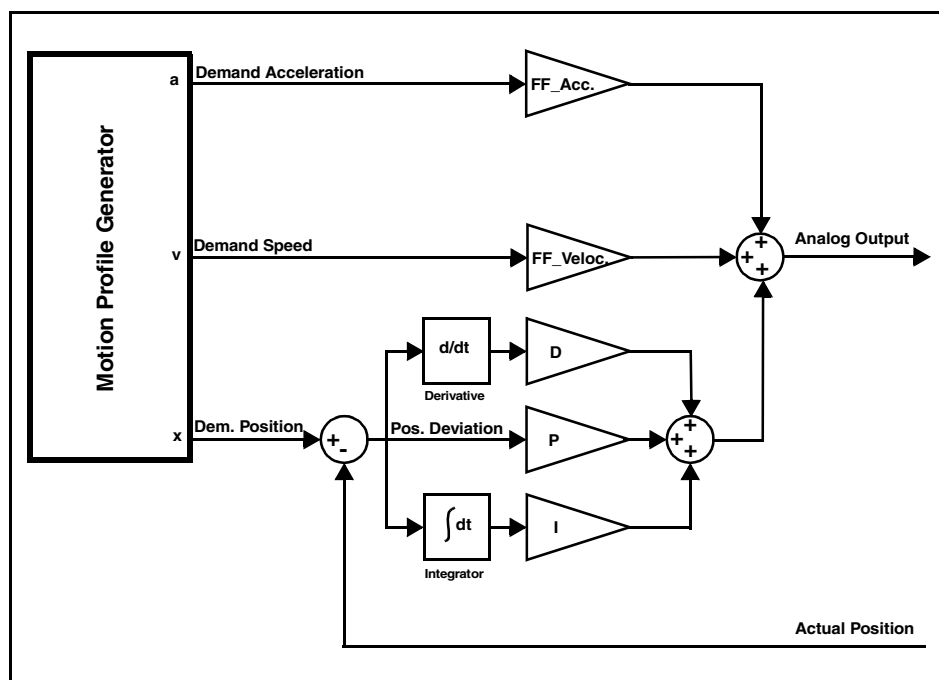 Motion Profile Generator
a
Demand Acceleration
FF_Acc.
v
Demand Speed
FF_Veloc.
+
+
+
Analog Output
d/dt
Derivative
D
x
Dem. Position
+
-
Pos. Deviation
P
+
+
+
∫dt
Integrator
I
Actual Position